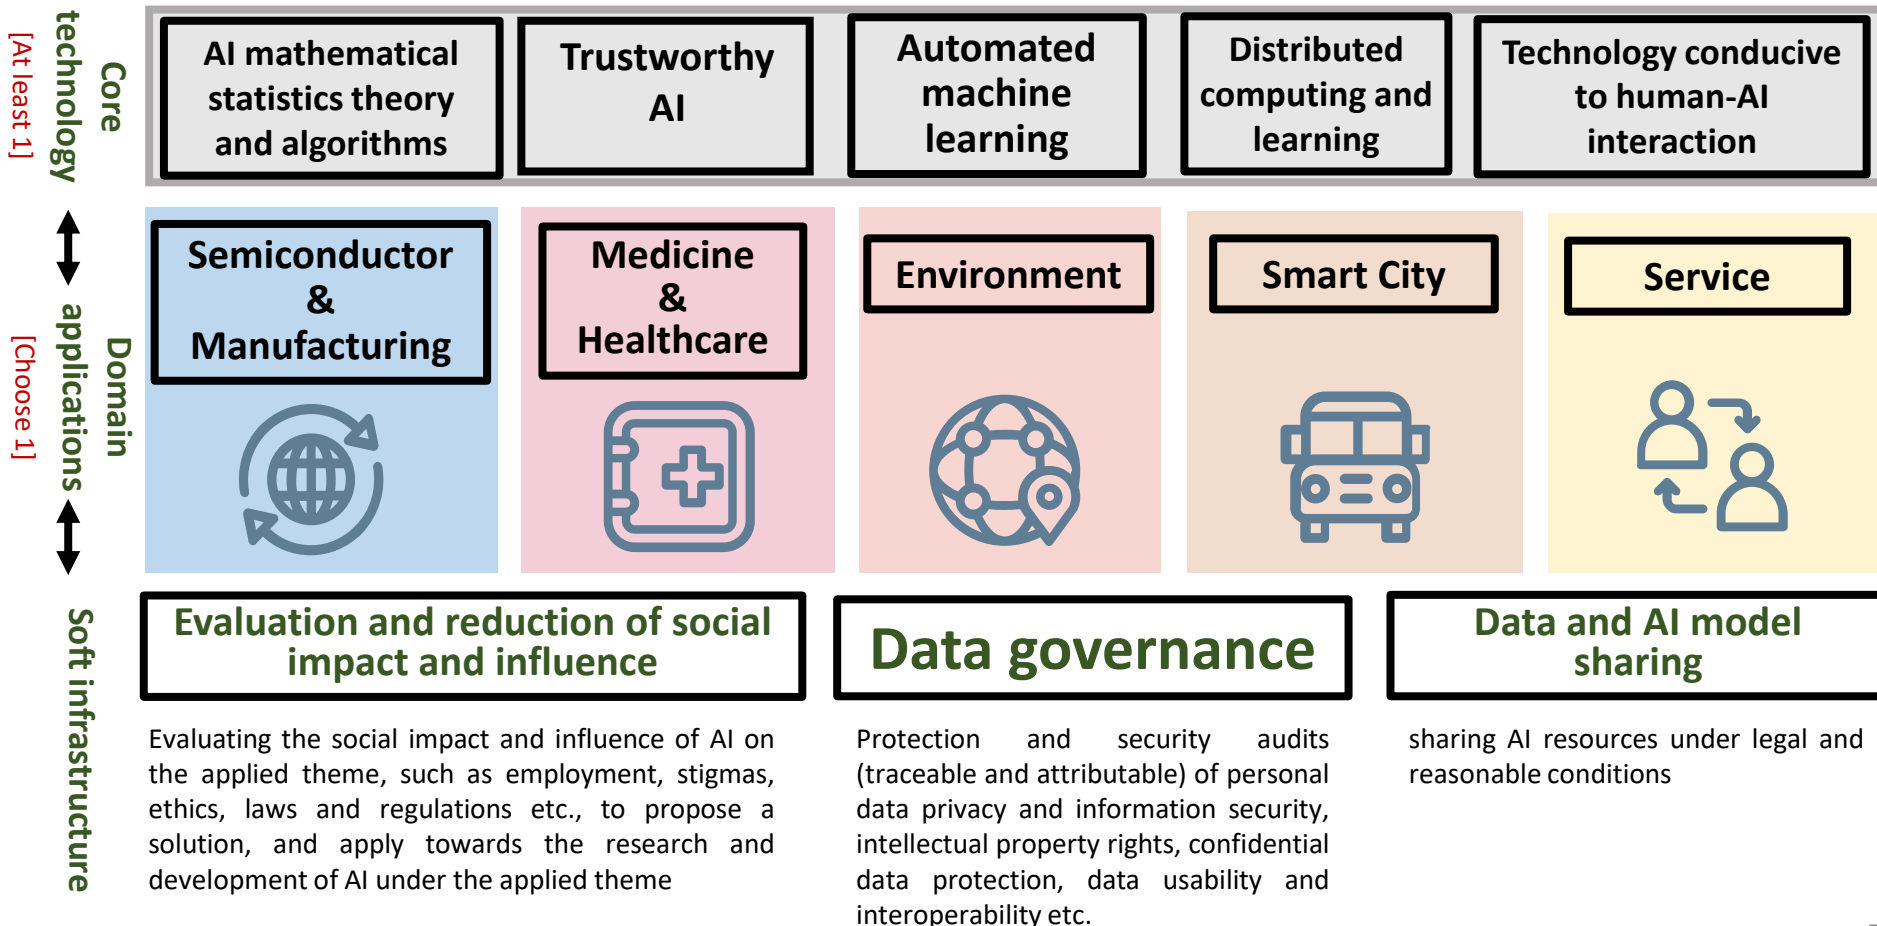 Core
technology
[At least 1]
AI mathematical
statistics theory
and algorithms
Trustworthy
AI
Automated
machine
learning
Distributed
computing and
learning
Technology conducive
to human-AI
interaction
Domain
applications
[Choose 1]
Semiconductor
&
Manufacturing
Medicine
&
Healthcare
Environment
Smart City
Service
Soft infrastructure
Evaluation and reduction of social
impact and influence
Evaluating the social impact and influence of AI on
the applied theme, such as employment, stigmas,
ethics, laws and regulations etc., to propose a
solution, and apply towards the research and
development of AI under the applied theme
Data governance
Protection and security audits
(traceable and attributable) of personal
data privacy and information security,
intellectual property rights, confidential
data protection, data usability and
interoperability etc.
Data and AI model
sharing
sharing AI resources under legal and
reasonable conditions